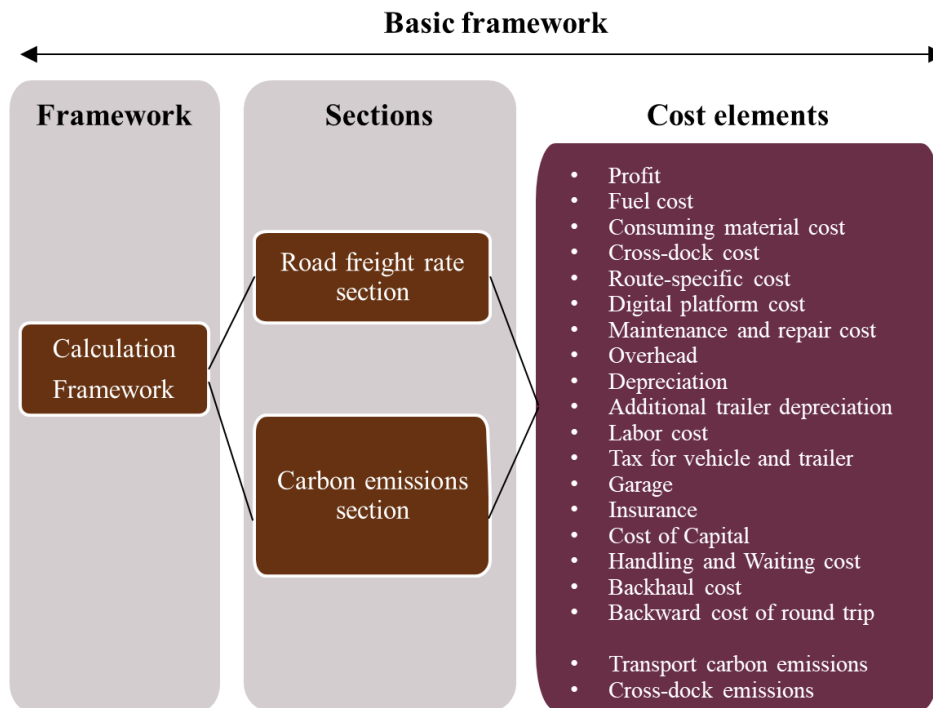 Basic framework
Framework
Sections
Cost elements
Calculation
Framework
Road freight rate
section
Carbon emissions
section
• Profit
• Fuel cost
• Consuming material cost
• Cross-dock cost
• Route-specific cost
• Digital platform cost
• Maintenance and repair cost
• Overhead
• Depreciation
• Additional trailer depreciation
• Labor cost
• Tax for vehicle and trailer
• Garage
• Insurance
• Cost of Capital
• Handling and Waiting cost
• Backhaul cost
• Backward cost of round trip
• Transport carbon emissions
• Cross-dock emissions